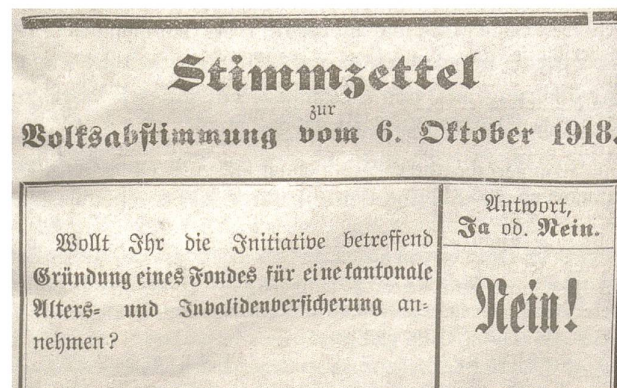 Stimmzettel
zur
Volksabstimmung vom 6. Oktober 1918.
Wollt Ihr die Initiative betreffend
Gründung eines Fondes für eine kantonale
Alters- und Invalidenversicherung an-
nehmen?
Antwort,
Ja od. Nein.
Nein!